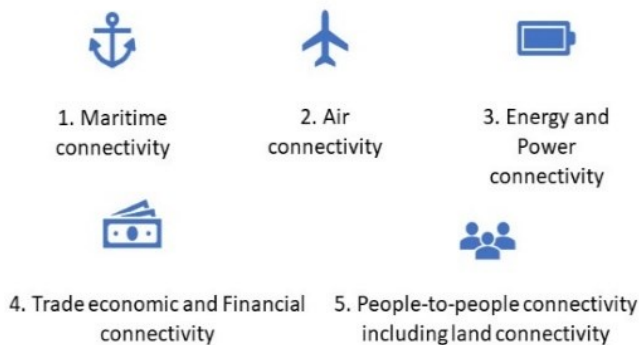 1. Maritime
connectivity
2. Air
connectivity
3. Energy and
Power
connectivity
4. Trade economic and Financial
connectivity
5. People-to-people connectivity
including land connectivity